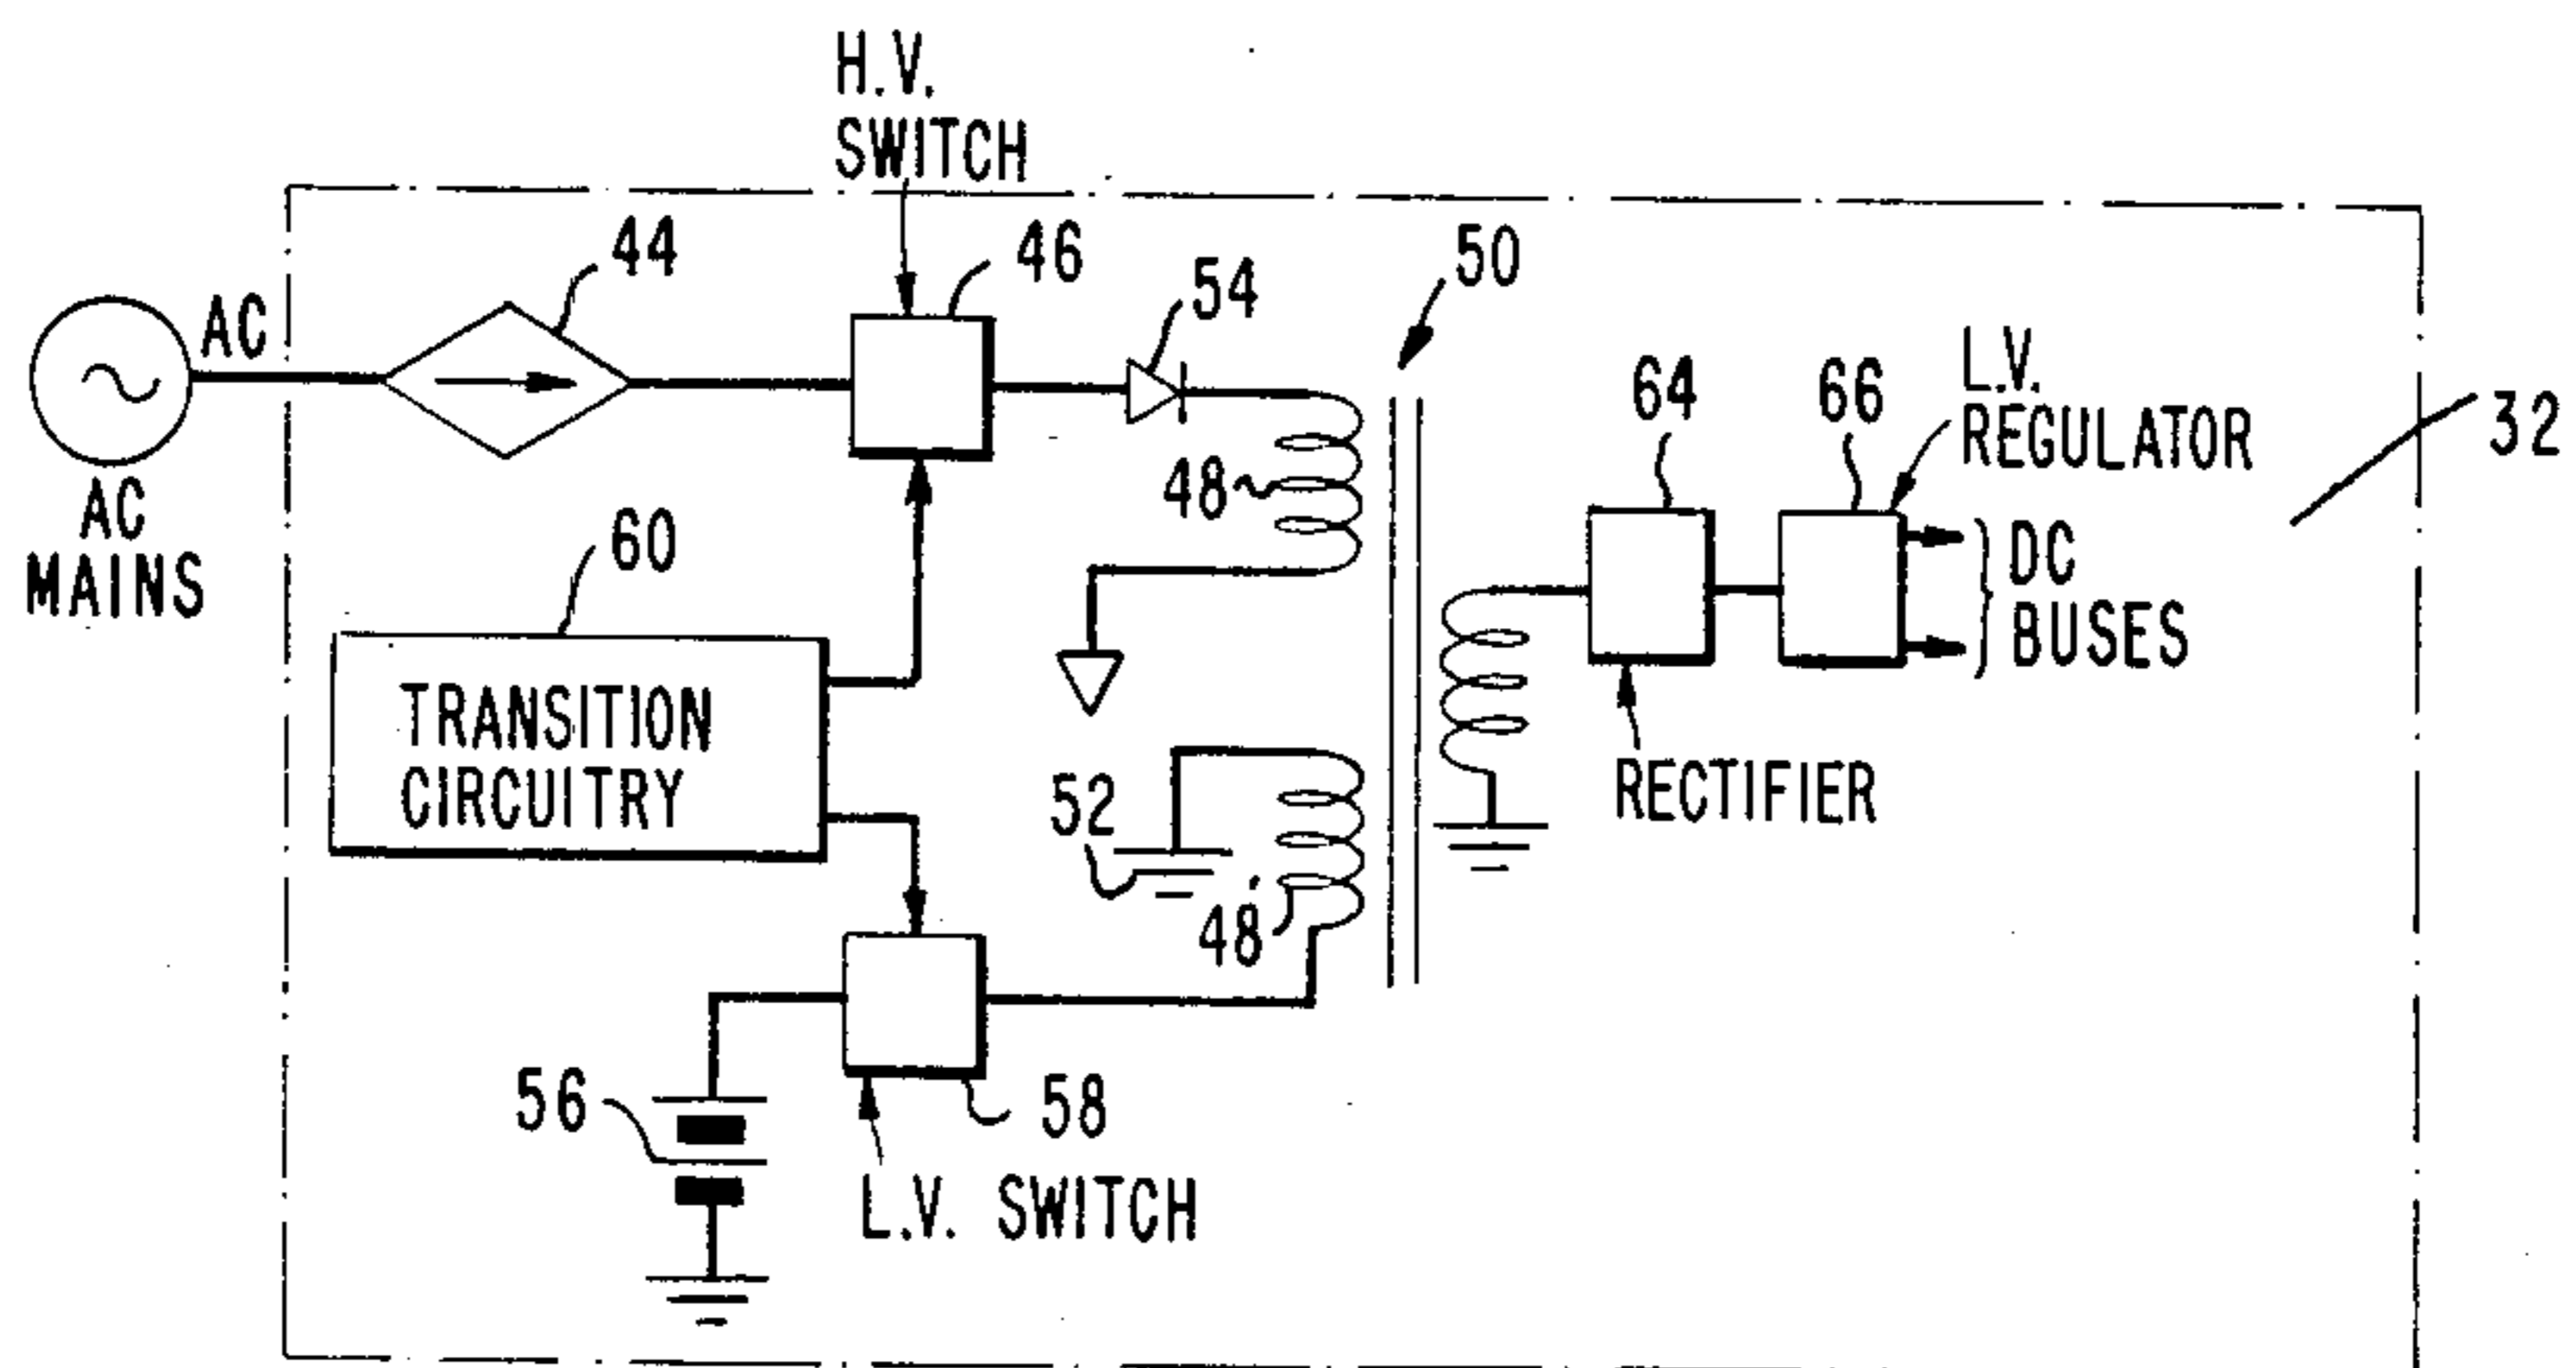 H.V.
SWITCH
44
46
54
50
AC
L.V.
REGULATOR
64
66
32
48
AC
MAINS
60
DC
BUSES
TRANSITION
CIRCUITRY
52
RECTIFIER
48'
56
58
L.V. SWITCH